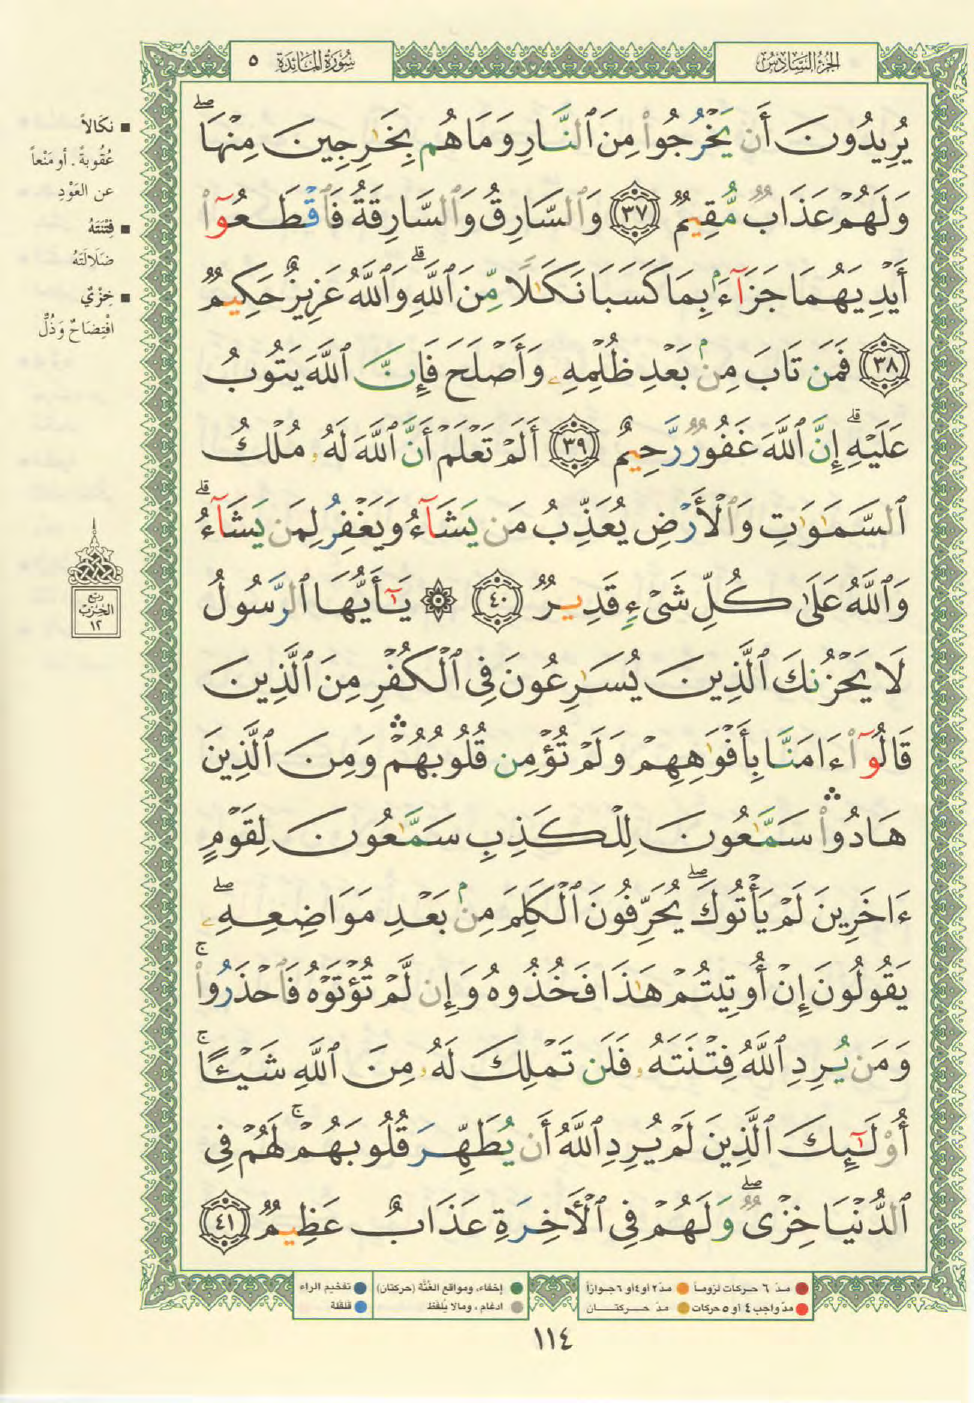 الجزء السادس
سورة المائدة ٥
يُرِيدُونَ أَن يَخْرُجُوا۟ مِنَ ٱلنَّارِ وَمَا هُم بِخَٰرِجِينَ مِنْهَا ۖ
وَلَهُمْ عَذَابٌ مُّقِيمٌ ٣٧ وَٱلسَّارِقُ وَٱلسَّارِقَةُ فَٱقْطَعُوٓا۟
أَيْدِيَهُمَا جَزَآءًۢ بِمَا كَسَبَا نَكَٰلًا مِّنَ ٱللَّهِ ۗ وَٱللَّهُ عَزِيزٌ حَكِيمٌ
٣٨ فَمَن تَابَ مِنۢ بَعْدِ ظُلْمِهِۦ وَأَصْلَحَ فَإِنَّ ٱللَّهَ يَتُوبُ
عَلَيْهِ ۗ إِنَّ ٱللَّهَ غَفُورٌ رَّحِيمٌ ٣٩ أَلَمْ تَعْلَمْ أَنَّ ٱللَّهَ لَهُۥ مُلْكُ
ٱلسَّمَٰوَٰتِ وَٱلْأَرْضِ يُعَذِّبُ مَن يَشَآءُ وَيَغْفِرُ لِمَن يَشَآءُ ۗ
وَٱللَّهُ عَلَىٰ كُلِّ شَىْءٍ قَدِيرٌ ٤٠ ۞ يَٰٓأَيُّهَا ٱلرَّسُولُ
لَا يَحْزُنكَ ٱلَّذِينَ يُسَٰرِعُونَ فِى ٱلْكُفْرِ مِنَ ٱلَّذِينَ
قَالُوٓا۟ ءَامَنَّا بِأَفْوَٰهِهِمْ وَلَمْ تُؤْمِن قُلُوبُهُمْ ۛ وَمِنَ ٱلَّذِينَ
هَادُوا۟ ۛ سَمَّٰعُونَ لِلْكَذِبِ سَمَّٰعُونَ لِقَوْمٍ
ءَاخَرِينَ لَمْ يَأْتُوكَ ۖ يُحَرِّفُونَ ٱلْكَلِمَ مِنۢ بَعْدِ مَوَاضِعِهِۦ ۖ
يَقُولُونَ إِنْ أُوتِيتُمْ هَٰذَا فَخُذُوهُ وَإِن لَّمْ تُؤْتَوْهُ فَٱحْذَرُوا۟ ۚ
وَمَن يُرِدِ ٱللَّهُ فِتْنَتَهُۥ فَلَن تَمْلِكَ لَهُۥ مِنَ ٱللَّهِ شَيْـًٔا ۚ
أُو۟لَٰٓئِكَ ٱلَّذِينَ لَمْ يُرِدِ ٱللَّهُ أَن يُطَهِّرَ قُلُوبَهُمْ ۚ لَهُمْ فِى
ٱلدُّنْيَا خِزْىٌ ۖ وَلَهُمْ فِى ٱلْءَاخِرَةِ عَذَابٌ عَظِيمٌ ٤١
■ نكالاً
عُقُوبةً. أو مَنْعاً
عن العَوْدِ
■ فِتْنَتَهُ
ضَلَالَتَهُ
■ خِزْيٌ
افْتِضَاحٌ وَذُلٌّ
ربع
الحزب
١٢
● مدّ ٦ حركات لزوماً ● مدّ ٢ أو ٤ أو ٦ جوازاً
● مدّ واجب ٤ أو ٥ حركات ● مدّ حركتان
● إخفاء، ومواقع الغُنَّة (حركتان)
● إدغام، وما لا يُلفَظ
● تفخيم الراء
● قلقلة
١١٤